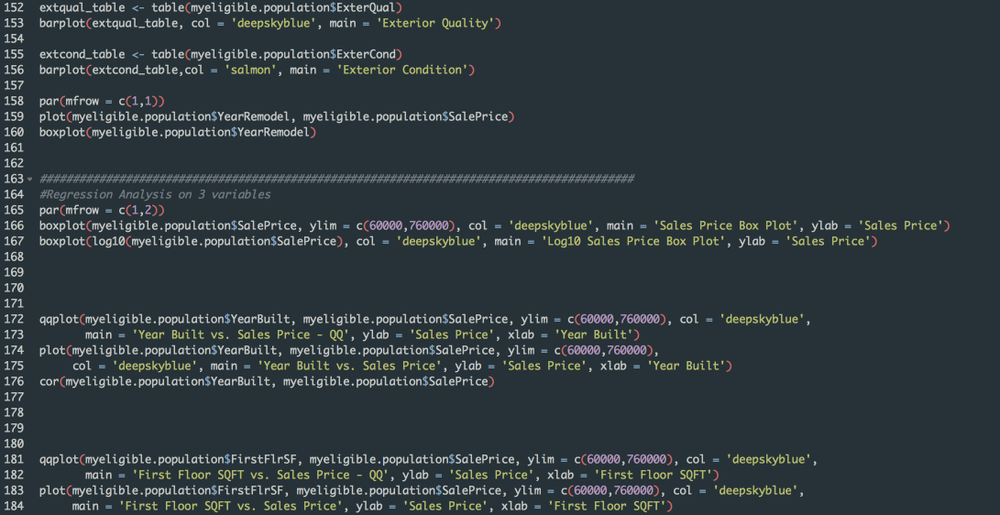 152 extqual_table <- table(myeligible.population$ExterQual)
153 barplot(extqual_table, col = 'deepskyblue', main = 'Exterior Quality')
154
155 extcond_table <- table(myeligible.population$ExterCond)
156 barplot(extcond_table,col = 'salmon', main = 'Exterior Condition')
157
158 par(mfrow = c(1,1))
159 plot(myeligible.population$YearRemodel, myeligible.population$SalePrice)
160 boxplot(myeligible.population$YearRemodel)
161
162
163 ##########################################################################################
164 #Regression Analysis on 3 variables
165 par(mfrow = c(1,2))
166 boxplot(myeligible.population$SalePrice, ylim = c(60000,760000), col = 'deepskyblue', main = 'Sales Price Box Plot', ylab = 'Sales Price')
167 boxplot(log10(myeligible.population$SalePrice), col = 'deepskyblue', main = 'Log10 Sales Price Box Plot', ylab = 'Sales Price')
168
169
170
171
172 qqplot(myeligible.population$YearBuilt, myeligible.population$SalePrice, ylim = c(60000,760000), col = 'deepskyblue',
173 main = 'Year Built vs. Sales Price - QQ', ylab = 'Sales Price', xlab = 'Year Built')
174 plot(myeligible.population$YearBuilt, myeligible.population$SalePrice, ylim = c(60000,760000),
175 col = 'deepskyblue', main = 'Year Built vs. Sales Price', ylab = 'Sales Price', xlab = 'Year Built')
176 cor(myeligible.population$YearBuilt, myeligible.population$SalePrice)
177
178
179
180
181 qqplot(myeligible.population$FirstFlrSF, myeligible.population$SalePrice, ylim = c(60000,760000), col = 'deepskyblue',
182 main = 'First Floor SQFT vs. Sales Price - QQ', ylab = 'Sales Price', xlab = 'First Floor SQFT')
183 plot(myeligible.population$FirstFlrSF, myeligible.population$SalePrice, ylim = c(60000,760000), col = 'deepskyblue',
184 main = 'First Floor SQFT vs. Sales Price', ylab = 'Sales Price', xlab = 'First Floor SQFT')